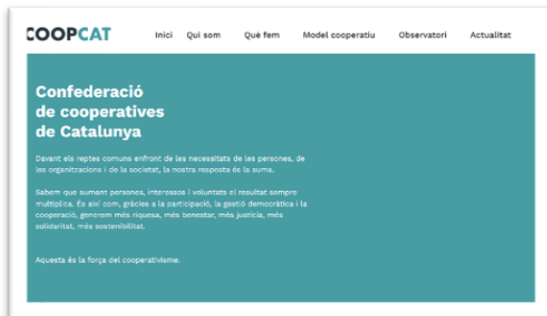 COOPCAT
Inici Qui som Què fem Model cooperatiu Observatori Actualitat
Confederació
de cooperatives
de Catalunya
Davant els reptes comuns enfront de les necessitats de les persones, de
les organitzacions i de la societat, la nostra resposta és la suma.
Sabem que sumant persones, interessos i voluntats el resultat sempre
multiplica. És així com, gràcies a la participació, la gestió democràtica i la
cooperació, generem més riquesa, més benestar, més justícia, més
solidaritat, més sostenibilitat.
Aquesta és la força del cooperativisme.